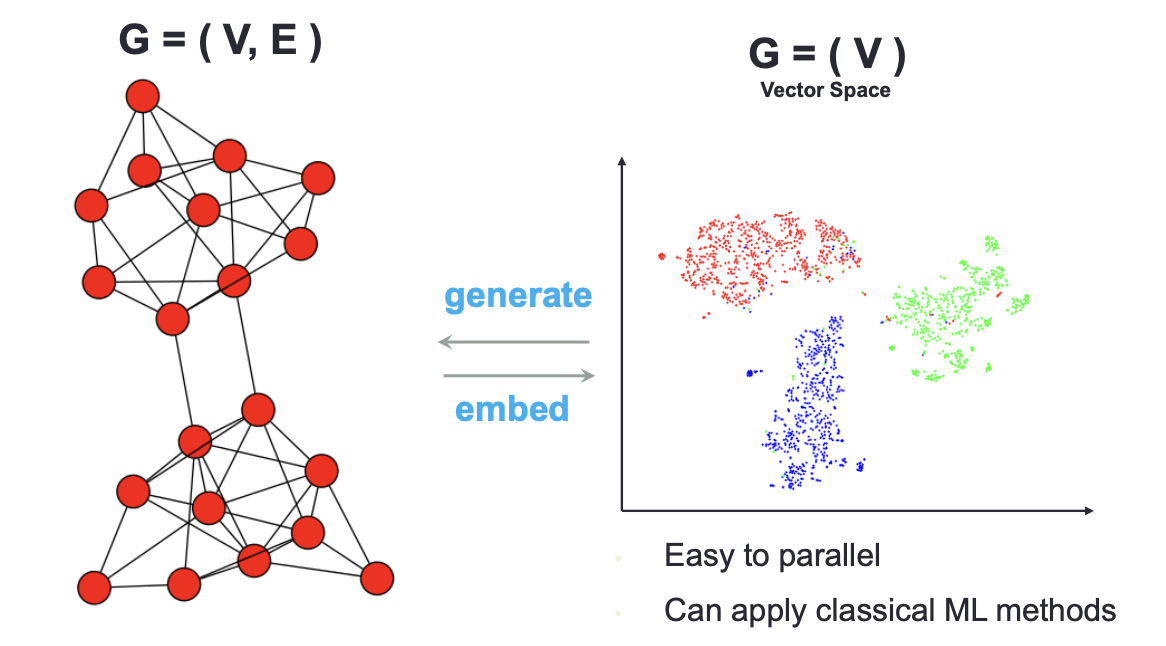 G = ( V, E )
G = ( V )
Vector Space
generate
embed
Easy to parallel
Can apply classical ML methods